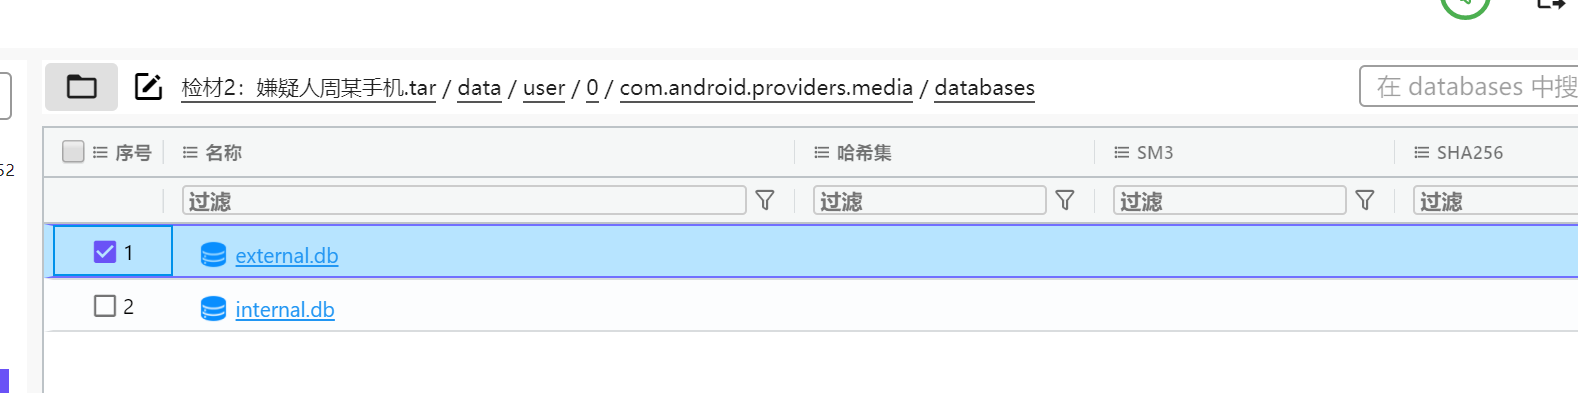 检材2：嫌疑人周某手机.tar / data / user / 0 / com.android.providers.media / databases
在 databases 中搜
52
序号 名称 哈希集 SM3 SHA256
过滤 过滤 过滤 过滤
1 external.db
2 internal.db